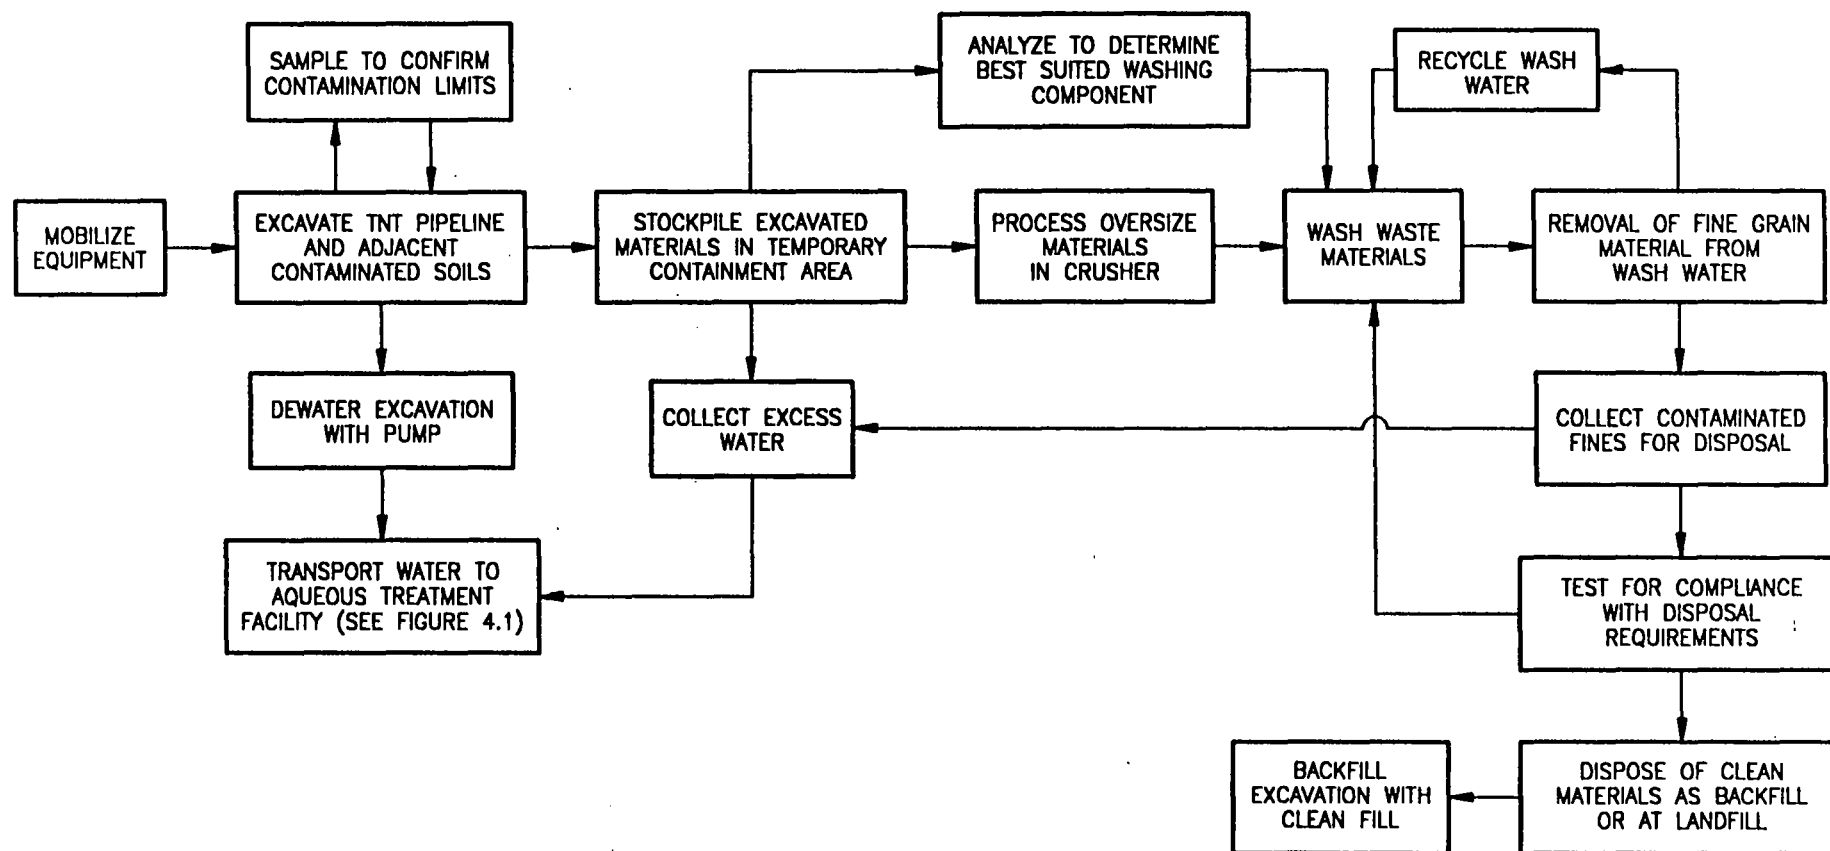 SAMPLE TO CONFIRM
CONTAMINATION LIMITS
ANALYZE TO DETERMINE
BEST SUITED WASHING
COMPONENT
RECYCLE WASH
WATER
MOBILIZE
EQUIPMENT
EXCAVATE TNT PIPELINE
AND ADJACENT
CONTAMINATED SOILS
STOCKPILE EXCAVATED
MATERIALS IN TEMPORARY
CONTAINMENT AREA
PROCESS OVERSIZE
MATERIALS
IN CRUSHER
WASH WASTE
MATERIALS
REMOVAL OF FINE GRAIN
MATERIAL FROM
WASH WATER
DEWATER EXCAVATION
WITH PUMP
COLLECT EXCESS
WATER
COLLECT CONTAMINATED
FINES FOR DISPOSAL
TRANSPORT WATER TO
AQUEOUS TREATMENT
FACILITY (SEE FIGURE 4.1)
TEST FOR COMPLIANCE
WITH DISPOSAL
REQUIREMENTS
BACKFILL
EXCAVATION WITH
CLEAN FILL
DISPOSE OF CLEAN
MATERIALS AS BACKFILL
OR AT LANDFILL